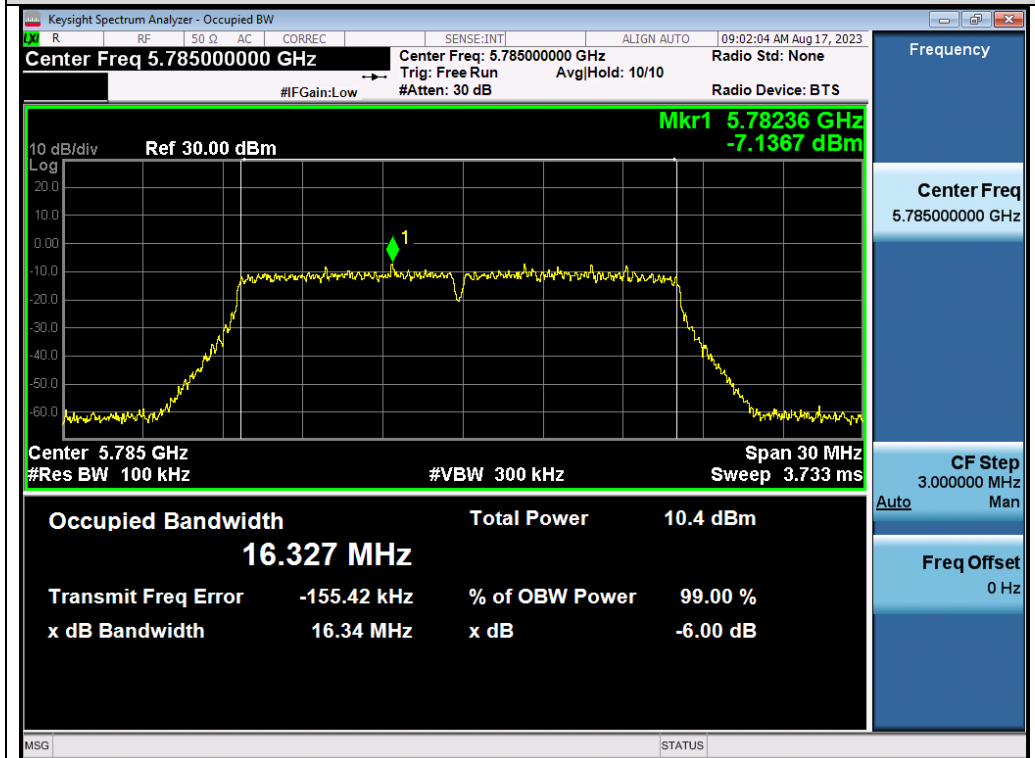 Keysight Spectrum Analyzer - Occupied BW
LXI R RF 50 Ω AC CORREC SENSE:INT ALIGN AUTO 09:02:04 AM Aug 17, 2023
Center Freq 5.785000000 GHz
Center Freq: 5.785000000 GHz Radio Std: None
Trig: Free Run Avg|Hold: 10/10
#IFGain:Low #Atten: 30 dB Radio Device: BTS
Mkr1 5.78236 GHz
-7.1367 dBm
10 dB/div Ref 30.00 dBm
Log
20.0
10.0
0.00
-10.0
-20.0
-30.0
-40.0
-50.0
-60.0
1
Center 5.785 GHz Span 30 MHz
#Res BW 100 kHz #VBW 300 kHz Sweep 3.733 ms
Occupied Bandwidth Total Power 10.4 dBm
16.327 MHz
Transmit Freq Error -155.42 kHz % of OBW Power 99.00 %
x dB Bandwidth 16.34 MHz x dB -6.00 dB
Frequency
Center Freq
5.785000000 GHz
CF Step
3.000000 MHz
Auto Man
Freq Offset
0 Hz
MSG STATUS